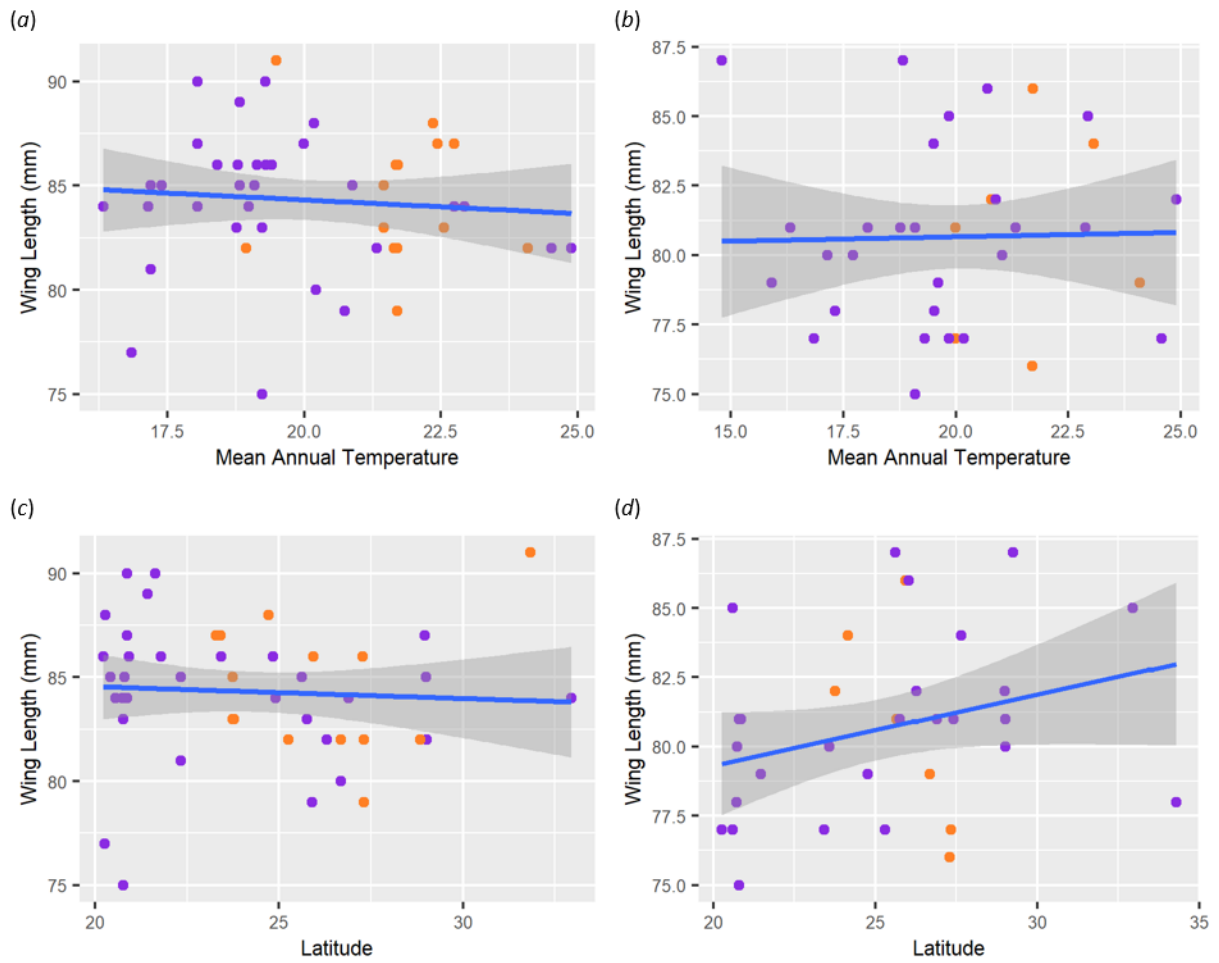 (a)
(b)
Wing Length (mm)
90
85
80
75
17.5 20.0 22.5 25.0
Mean Annual Temperature
Wing Length (mm)
87.5
85.0
82.5
80.0
77.5
75.0
15.0 17.5 20.0 22.5 25.0
Mean Annual Temperature
(c)
(d)
Wing Length (mm)
90
85
80
75
20 25 30
Latitude
Wing Length (mm)
87.5
85.0
82.5
80.0
77.5
75.0
20 25 30 35
Latitude